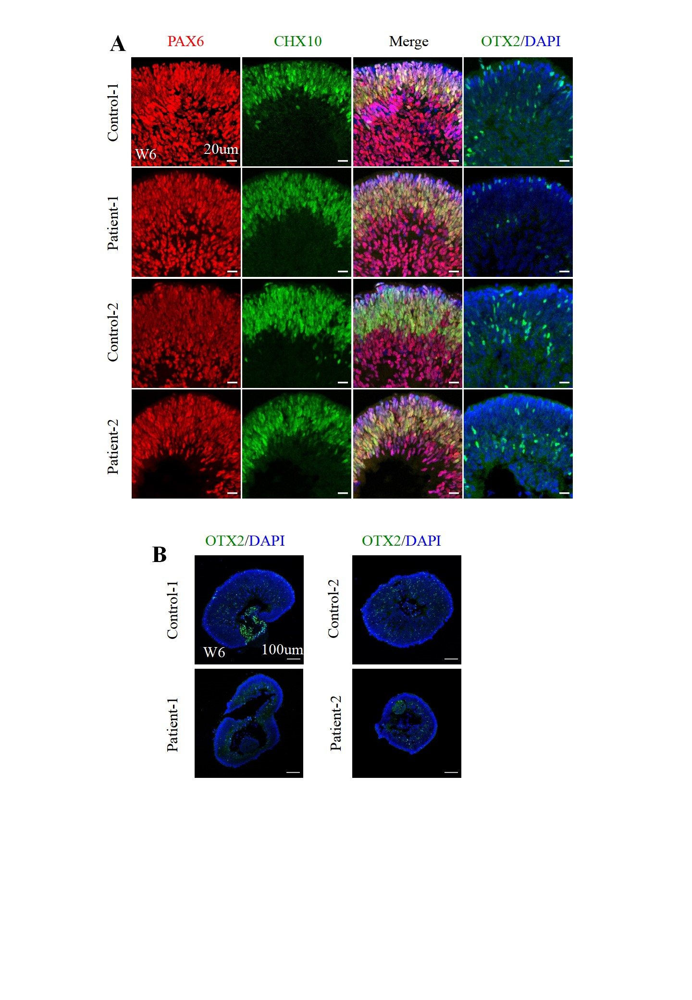 A
PAX6 CHX10 Merge OTX2/DAPI
Control-1
W6 20um
Patient-1
Control-2
Patient-2
B
OTX2/DAPI OTX2/DAPI
Control-1
W6 100um
Control-2
Patient-1
Patient-2